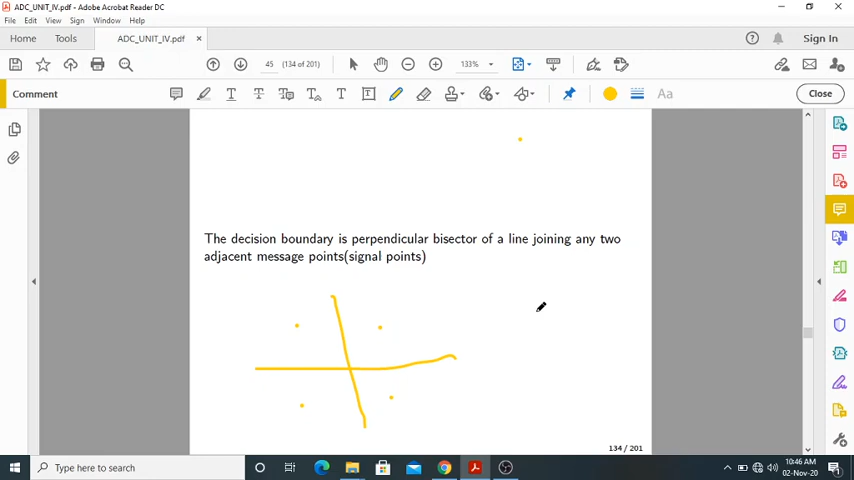 ADC_UNIT_IV.pdf - Adobe Acrobat Reader DC
File Edit View Sign Window Help
Home Tools ADC_UNIT_IV.pdf × Sign In
45 (134 of 201) 133%
Comment Aa Close
The decision boundary is perpendicular bisector of a line joining any two
adjacent message points(signal points)
134 / 201
Type here to search
10:46 AM
02-Nov-20